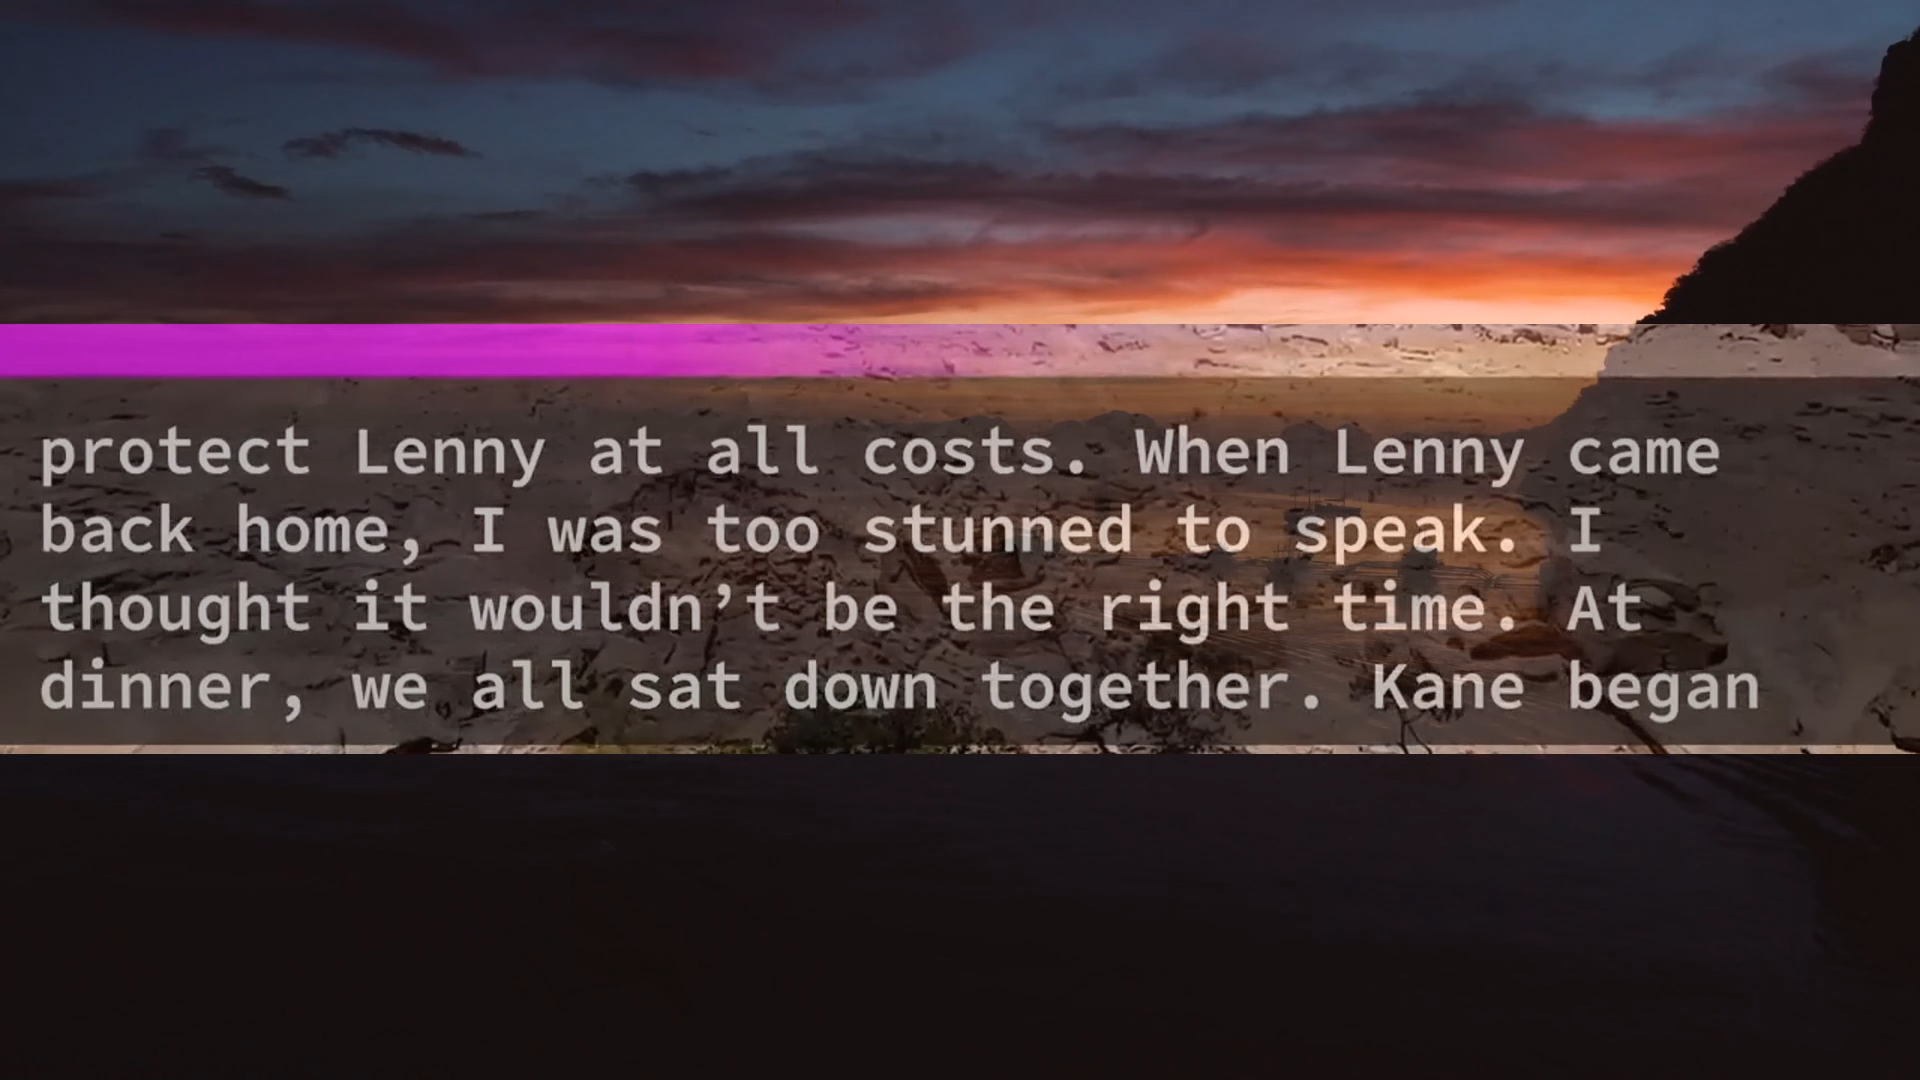 protect Lenny at all costs. When Lenny came
back home, I was too stunned to speak. I
thought it wouldn’t be the right time. At
dinner, we all sat down together. Kane began